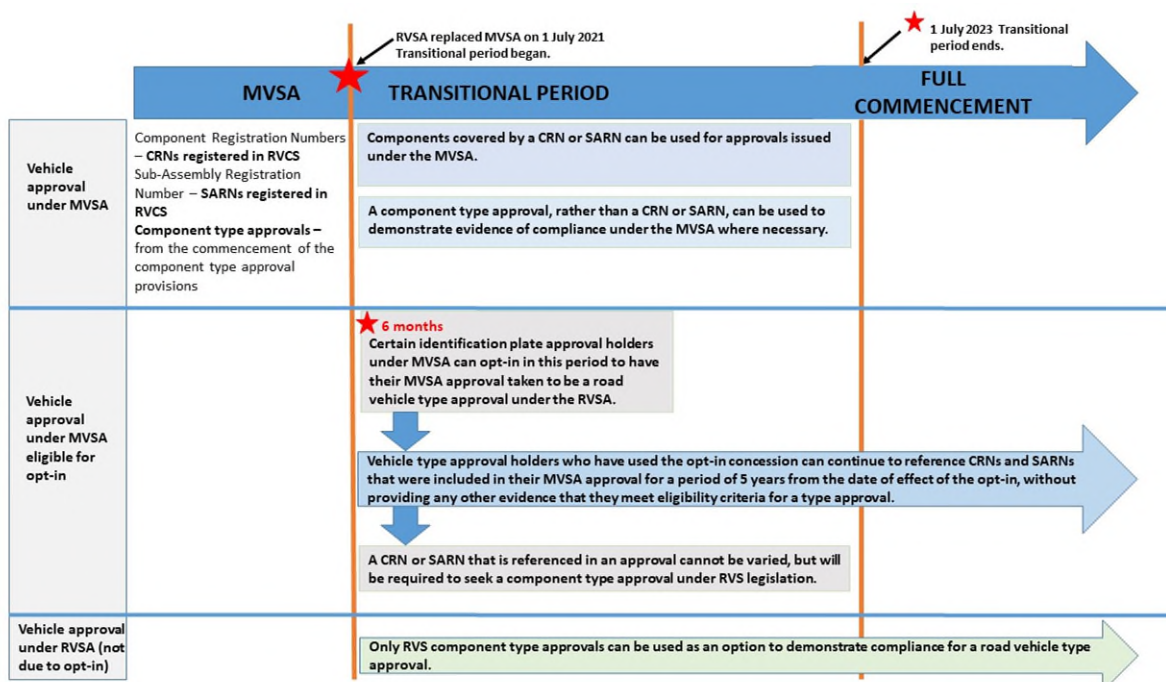 RVSA replaced MVSA on 1 July 2021
Transitional period began.
1 July 2023 Transitional
period ends.
MVSA
TRANSITIONAL PERIOD
FULL
COMMENCEMENT
Vehicle
approval
under MVSA
Component Registration Numbers
– CRNs registered in RVCS
Sub-Assembly Registration
Number – SARNs registered in
RVCS
Component type approvals –
from the commencement of the
component type approval
provisions
Components covered by a CRN or SARN can be used for approvals issued
under the MVSA.
A component type approval, rather than a CRN or SARN, can be used to
demonstrate evidence of compliance under the MVSA where necessary.
Vehicle
approval
under MVSA
eligible for
opt-in
6 months
Certain identification plate approval holders
under MVSA can opt-in in this period to have
their MVSA approval taken to be a road
vehicle type approval under the RVSA.
Vehicle type approval holders who have used the opt-in concession can continue to reference CRNs and SARNs
that were included in their MVSA approval for a period of 5 years from the date of effect of the opt-in, without
providing any other evidence that they meet eligibility criteria for a type approval.
A CRN or SARN that is referenced in an approval cannot be varied, but will
be required to seek a component type approval under RVS legislation.
Vehicle approval
under RVSA (not
due to opt-in)
Only RVS component type approvals can be used as an option to demonstrate compliance for a road vehicle type
approval.